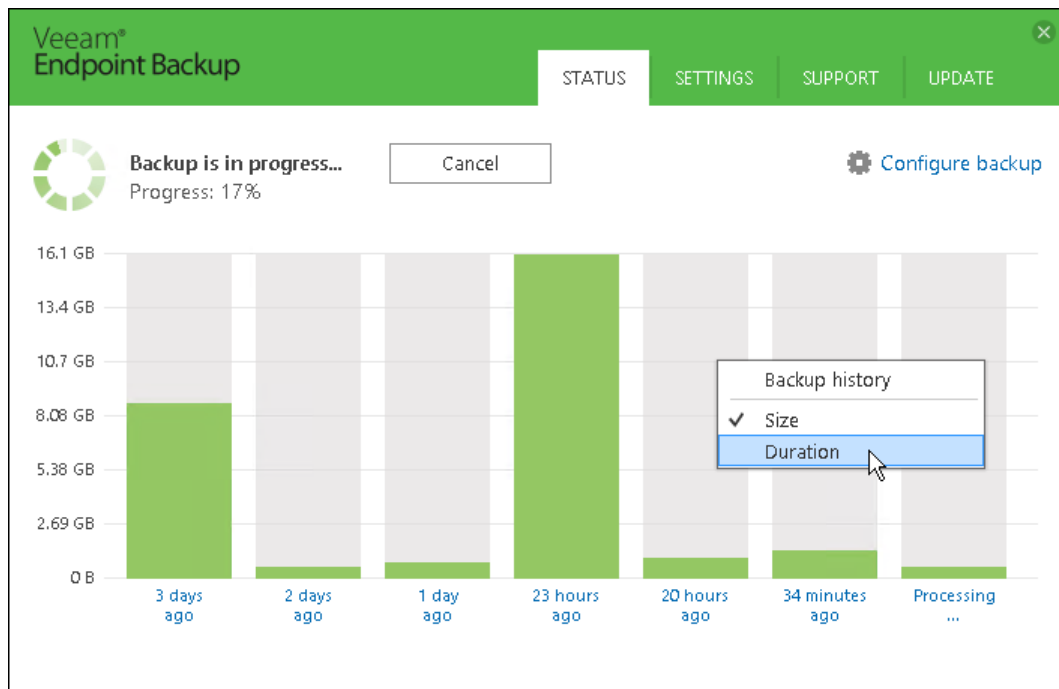 Veeam®
Endpoint Backup
STATUS SETTINGS SUPPORT UPDATE
Backup is in progress...
Progress: 17%
Cancel
Configure backup
16.1 GB
13.4 GB
10.7 GB
8.08 GB
5.38 GB
2.69 GB
0 B
Backup history
Size
Duration
3 days
ago
2 days
ago
1 day
ago
23 hours
ago
20 hours
ago
34 minutes
ago
Processing
...